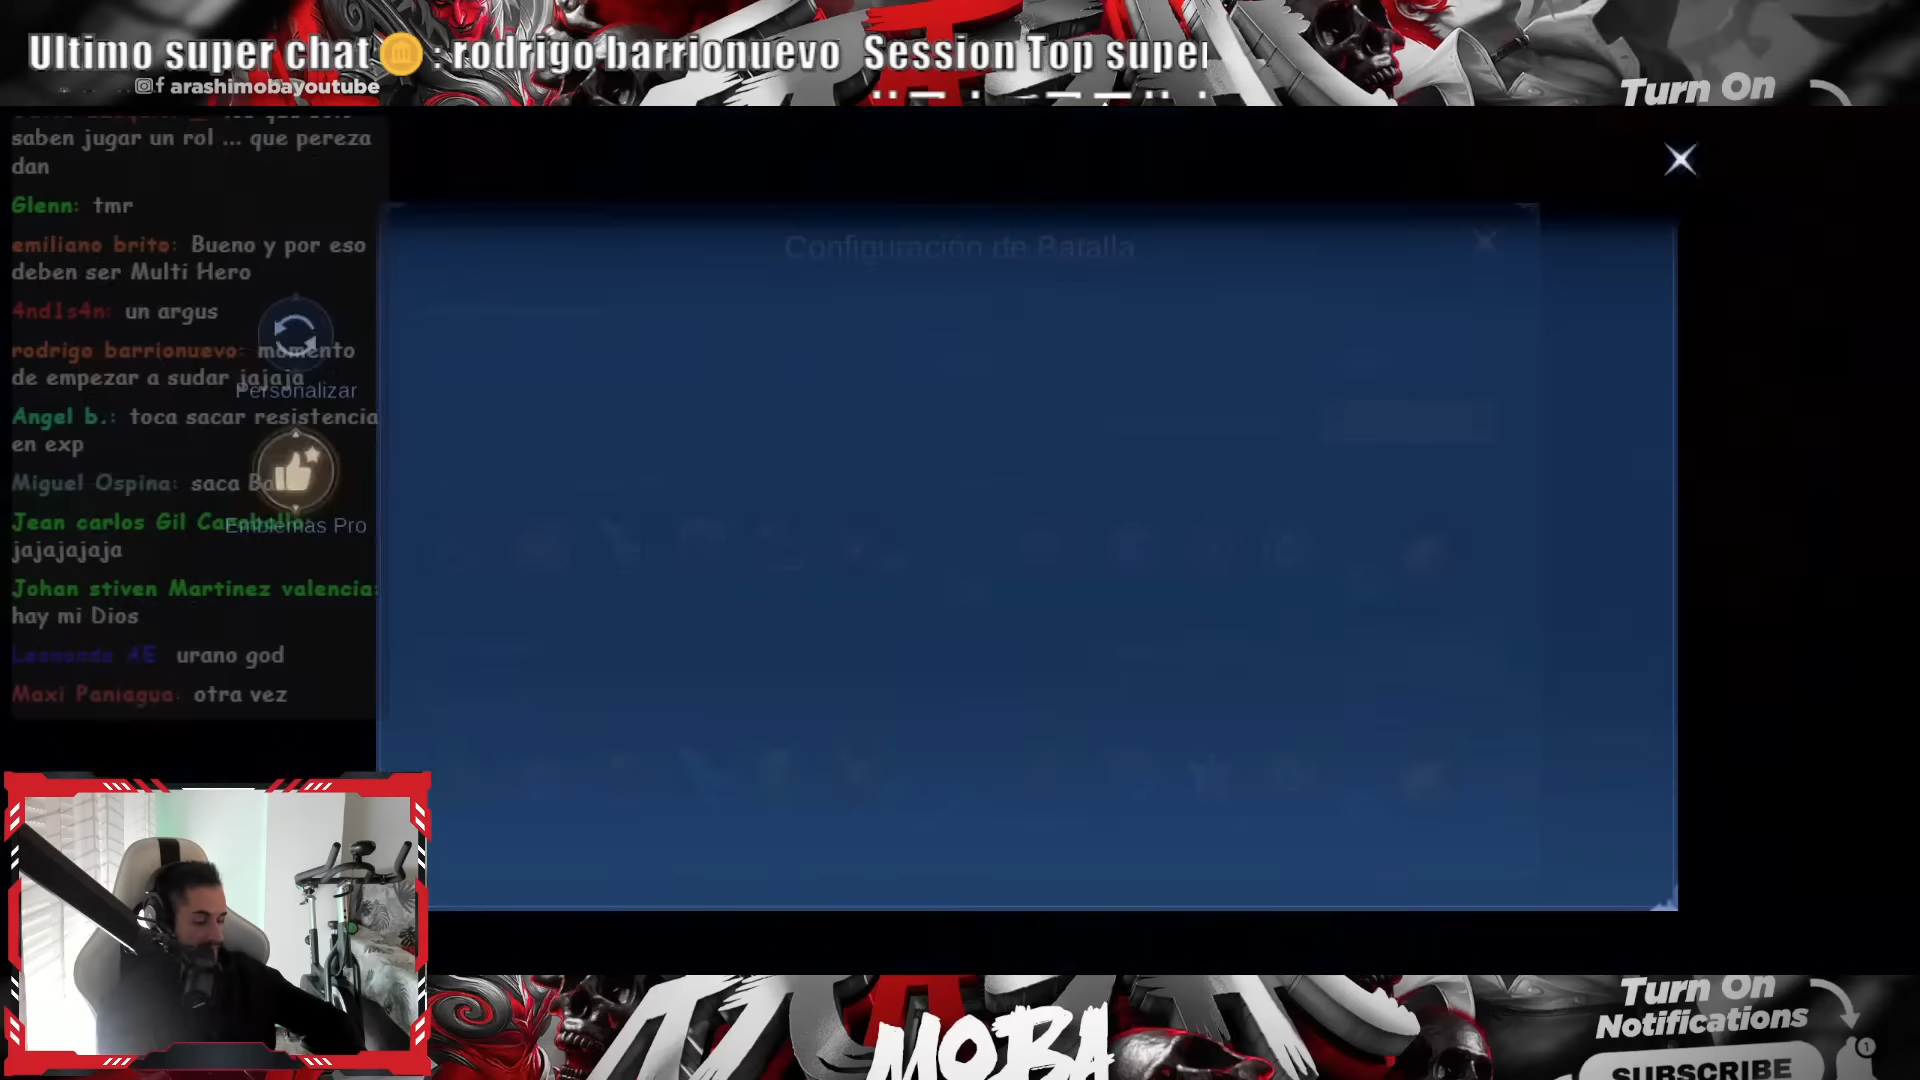 Ultimo super chat : rodrigo barrionuevo Session Top super
arashimobayoutube
Turn On
saben jugar un rol ... que pereza
dan
Glenn: tmr
emiliano brito: Bueno y por eso
deben ser Multi Hero
4nd1s4n: un argus
rodrigo barrionuevo: momento
de empezar a sudar jajaja
Personalizar
Angel b.: toca sacar resistencia
en exp
Miguel Ospina: saca
Jean carlos Gil
Emblemas Pro
jajajajaja
Johan stiven Martinez valencia:
hay mi Dios
Leonardo AE urano god
Maxi Paniagua: otra vez
Configuración de Batalla
MOBA
Turn On
Notifications
SUBSCRIBE
1